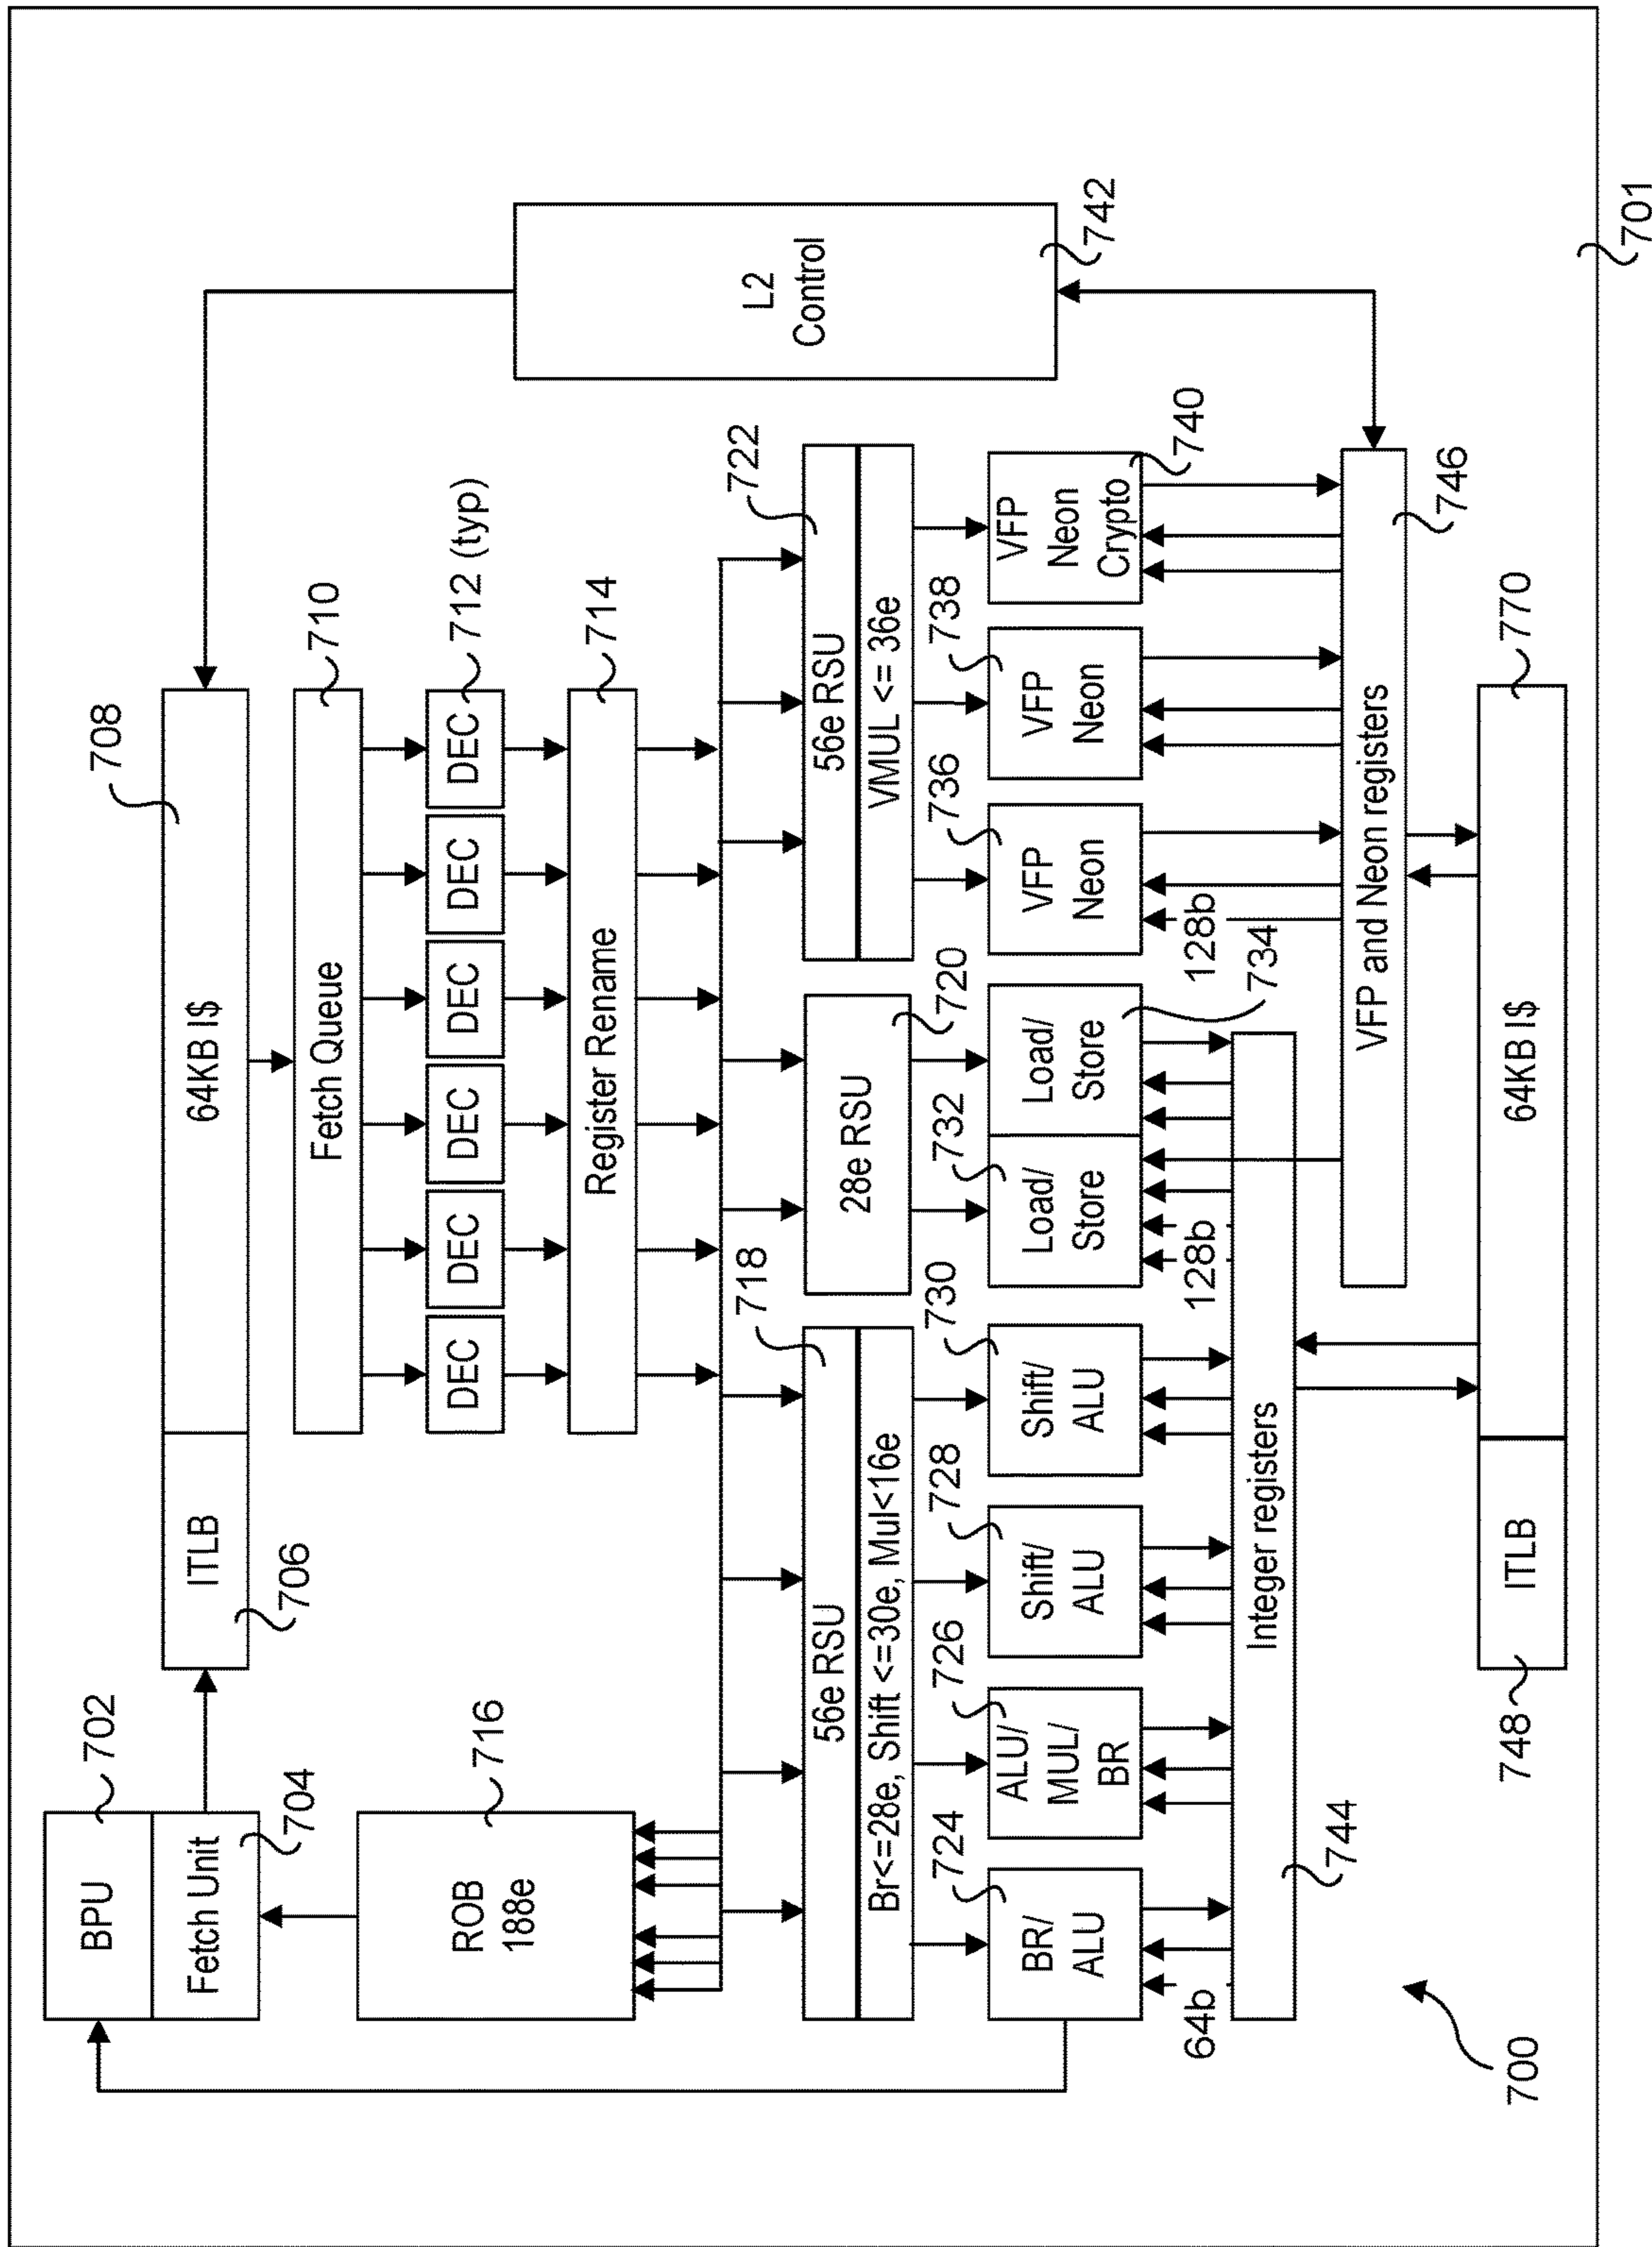 BPU
702
Fetch Unit
704
ITLB
706
64KB I$
708
Fetch Queue
710
DEC
DEC
DEC
DEC
DEC
DEC
712 (typ)
Register Rename
714
ROB
188e
716
L2
Control
742
56e RSU
Br<=28e, Shift <=30e, Mul<16e
718
28e RSU
720
56e RSU
VMUL <= 36e
722
BR/
ALU
724
ALU/
MUL/
BR
726
Shift/
ALU
728
Shift/
ALU
730
Load/
Store
732
Load/
Store
734
VFP
Neon
736
VFP
Neon
738
VFP
Neon
Crypto
740
64b
128b
128b
Integer registers
744
VFP and Neon registers
746
ITLB
748
64KB I$
770
700
701